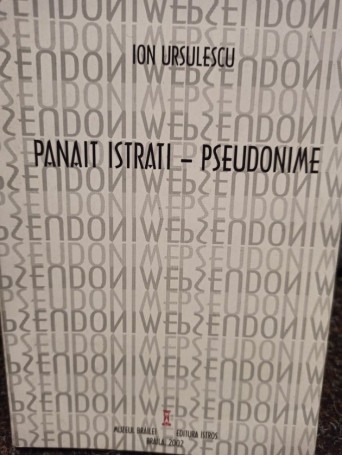 ION URSULESCU
PANAIT ISTRATI – PSEUDONIME
MUZEUL BRĂILEI EDITURA ISTROS
BRĂILA, 2002